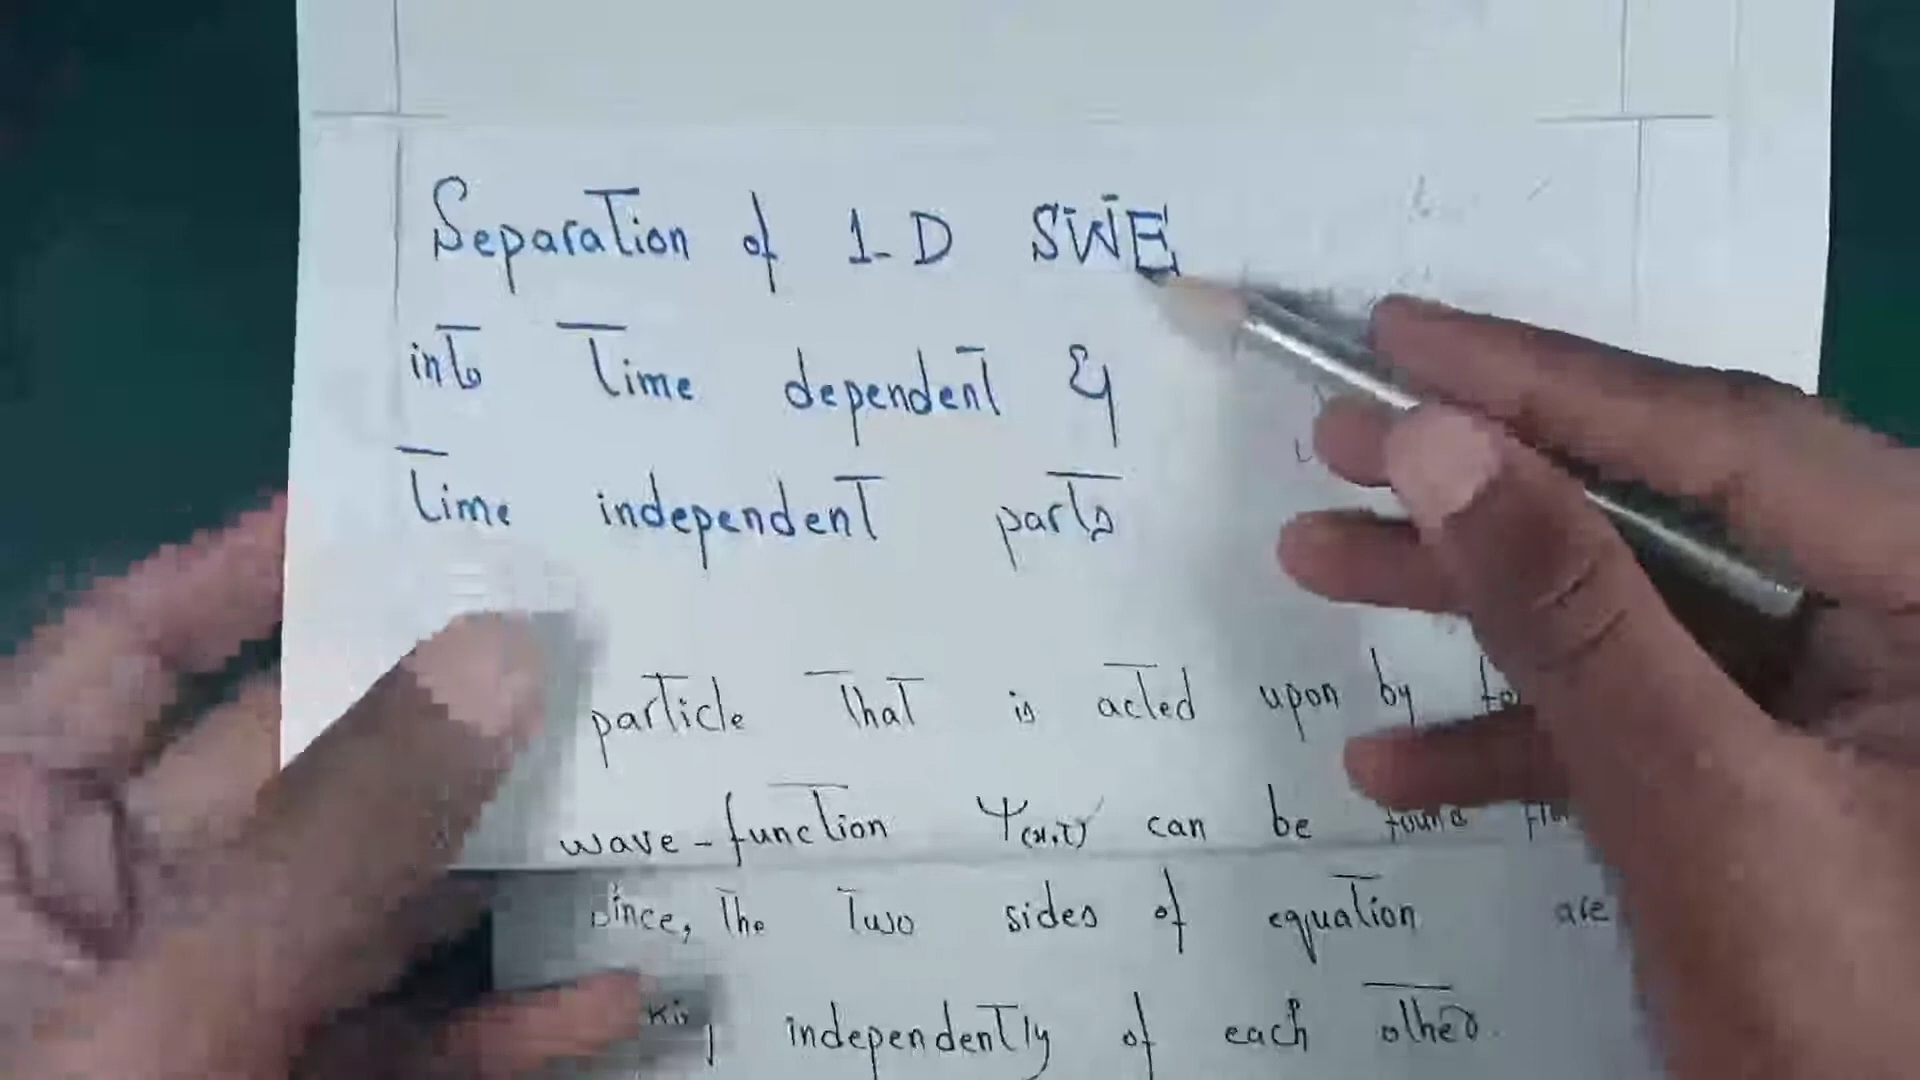 Separation of 1-D SWE
into Time dependent &
Time independent parts
particle That is acted upon by
wave-function Ψ(x,t) can be found
Since, The Two sides of equation are
independently of each other.